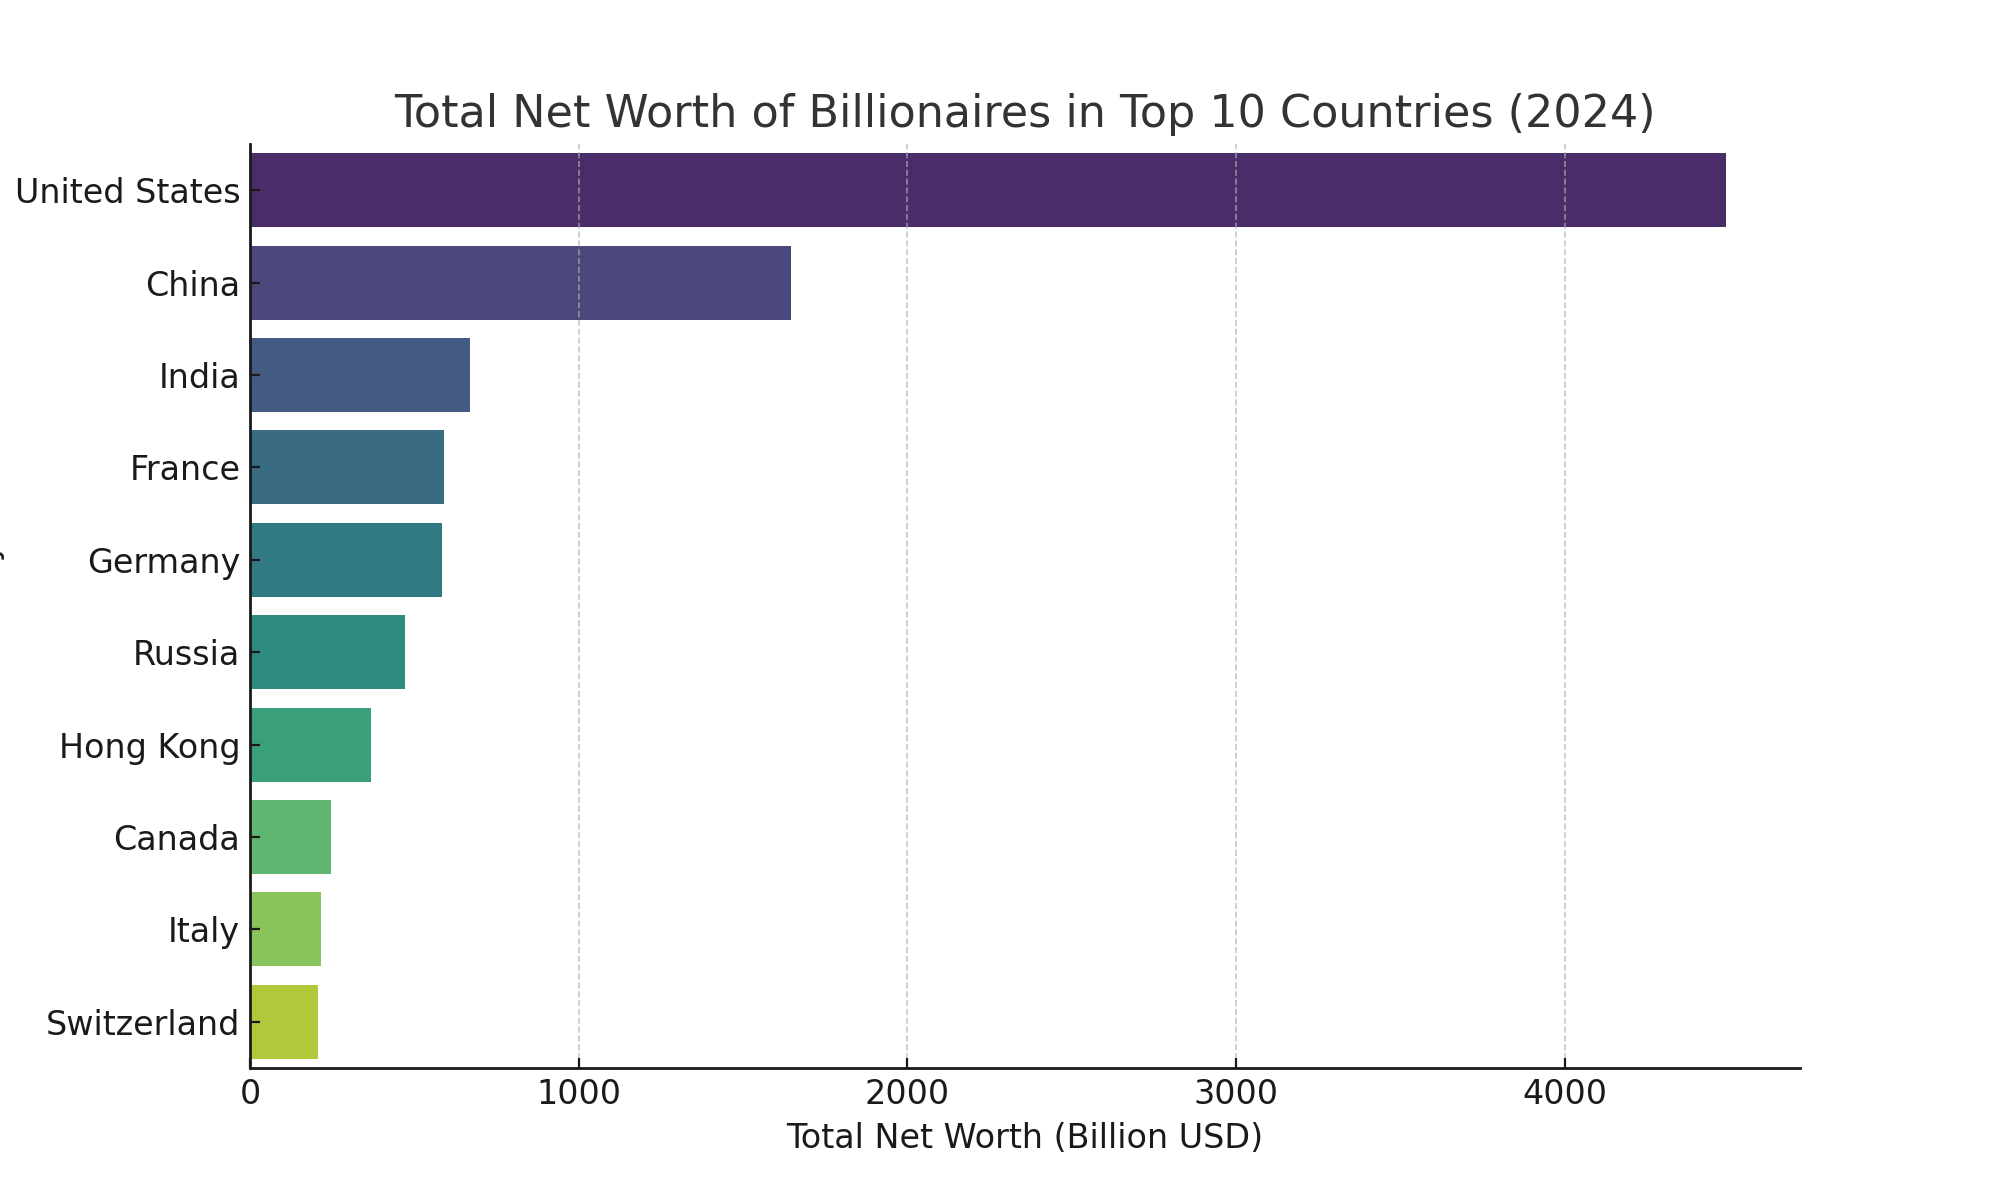 Total Net Worth of Billionaires in Top 10 Countries (2024)
United States
China
India
France
Germany
Russia
Hong Kong
Canada
Italy
Switzerland
0 1000 2000 3000 4000
Total Net Worth (Billion USD)